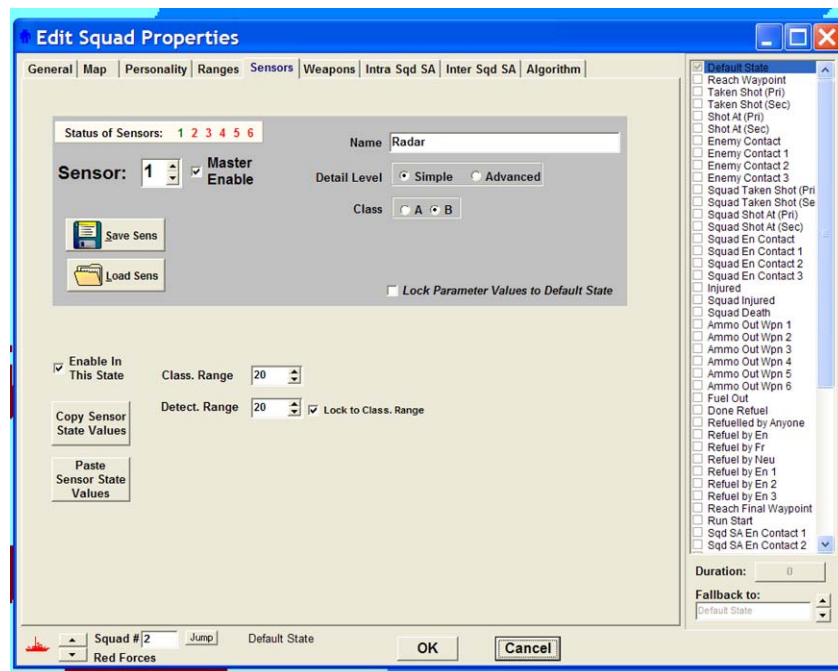 Edit Squad Properties
General Map Personality Ranges Sensors Weapons Intra Sqd SA Inter Sqd SA Algorithm
Status of Sensors: 1 2 3 4 5 6
Sensor: 1
Master
Enable
Name Radar
Detail Level Simple Advanced
Class A B
Save Sens
Load Sens
Lock Parameter Values to Default State
Enable In
This State
Class. Range 20
Detect. Range 20 Lock to Class. Range
Copy Sensor
State Values
Paste
Sensor State
Values
Default State
Reach Waypoint
Taken Shot (Pri)
Taken Shot (Sec)
Shot At (Pri)
Shot At (Sec)
Enemy Contact
Enemy Contact 1
Enemy Contact 2
Enemy Contact 3
Squad Taken Shot (Pri
Squad Taken Shot (Se
Squad Shot At (Pri)
Squad Shot At (Sec)
Squad En Contact
Squad En Contact 1
Squad En Contact 2
Squad En Contact 3
Injured
Squad Injured
Squad Death
Ammo Out Wpn 1
Ammo Out Wpn 2
Ammo Out Wpn 3
Ammo Out Wpn 4
Ammo Out Wpn 5
Ammo Out Wpn 6
Fuel Out
Done Refuel
Refuelled by Anyone
Refuel by En
Refuel by Fr
Refuel by Neu
Refuel by En 1
Refuel by En 2
Refuel by En 3
Reach Final Waypoint
Run Start
Sqd SA En Contact 1
Sqd SA En Contact 2
Duration: 0
Fallback to:
Default State
Squad # 2 Jump Default State
Red Forces
OK
Cancel